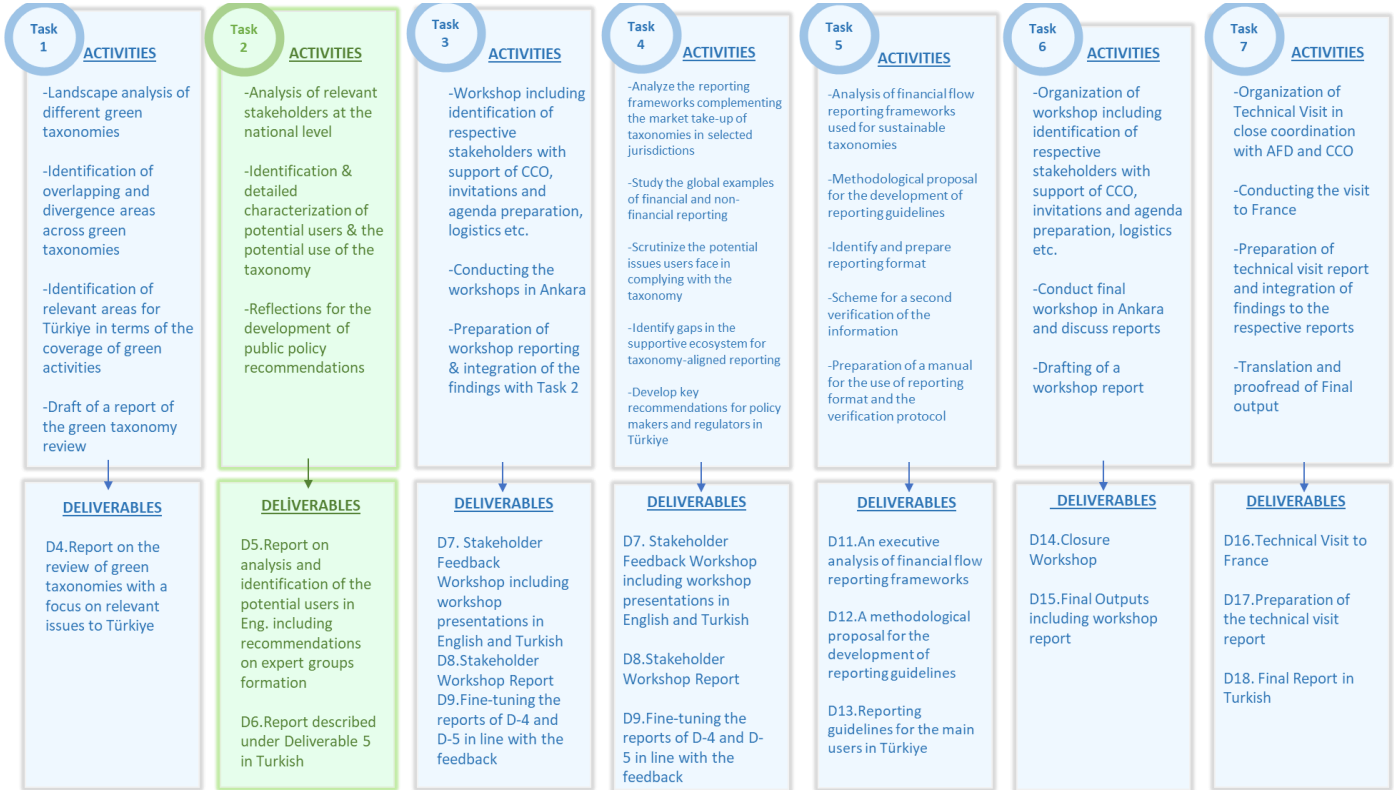 Task
1
ACTIVITIES
-Landscape analysis of
different green
taxonomies
-Identification of
overlapping and
divergence areas
across green
taxonomies
-Identification of
relevant areas for
Türkiye in terms of the
coverage of green
activities
-Draft of a report of
the green taxonomy
review
DELIVERABLES
D4.Report on the
review of green
taxonomies with a
focus on relevant
issues to Türkiye
Task
2
ACTIVITIES
-Analysis of relevant
stakeholders at the
national level
-Identification &
detailed
characterization of
potential users & the
potential use of the
taxonomy
-Reflections for the
development of
public policy
recommendations
DELİVERABLES
D5.Report on
analysis and
identification of the
potential users in
Eng. including
recommendations
on expert groups
formation
D6.Report described
under Deliverable 5
in Turkish
Task
3
ACTIVITIES
-Workshop including
identification of
respective
stakeholders with
support of CCO,
invitations and
agenda preparation,
logistics etc.
-Conducting the
workshops in Ankara
-Preparation of
workshop reporting
& integration of the
findings with Task 2
DELIVERABLES
D7. Stakeholder
Feedback
Workshop including
workshop
presentations in
English and Turkish
D8.Stakeholder
Workshop Report
D9.Fine-tuning the
reports of D-4 and
D-5 in line with the
feedback
Task
4
ACTIVITIES
-Analyze the reporting
frameworks complementing
the market take-up of
taxonomies in selected
jurisdictions
-Study the global examples
of financial and non-
financial reporting
-Scrutinize the potential
issues users face in
complying with the
taxonomy
-Identify gaps in the
supportive ecosystem for
taxonomy-aligned reporting
-Develop key
recommendations for policy
makers and regulators in
Türkiye
DELIVERABLES
D7. Stakeholder
Feedback Workshop
including workshop
presentations in
English and Turkish
D8.Stakeholder
Workshop Report
D9.Fine-tuning the
reports of D-4 and D-
5 in line with the
feedback
Task
5
ACTIVITIES
-Analysis of financial flow
reporting frameworks
used for sustainable
taxonomies
-Methodological proposal
for the development of
reporting guidelines
-Identify and prepare
reporting format
-Scheme for a second
verification of the
information
-Preparation of a manual
for the use of reporting
format and the
verification protocol
DELIVERABLES
D11.An executive
analysis of financial flow
reporting frameworks
D12.A methodological
proposal for the
development of
reporting guidelines
D13.Reporting
guidelines for the main
users in Türkiye
Task
6
ACTIVITIES
-Organization of
workshop including
identification of
respective
stakeholders with
support of CCO,
invitations and agenda
preparation, logistics
etc.
-Conduct final
workshop in Ankara
and discuss reports
-Drafting of a
workshop report
DELIVERABLES
D14.Closure
Workshop
D15.Final Outputs
including workshop
report
Task
7
ACTIVITIES
-Organization of
Technical Visit in
close coordination
with AFD and CCO
-Conducting the visit
to France
-Preparation of
technical visit report
and integration of
findings to the
respective reports
-Translation and
proofread of Final
output
DELIVERABLES
D16.Technical Visit to
France
D17.Preparation of
the technical visit
report
D18. Final Report in
Turkish